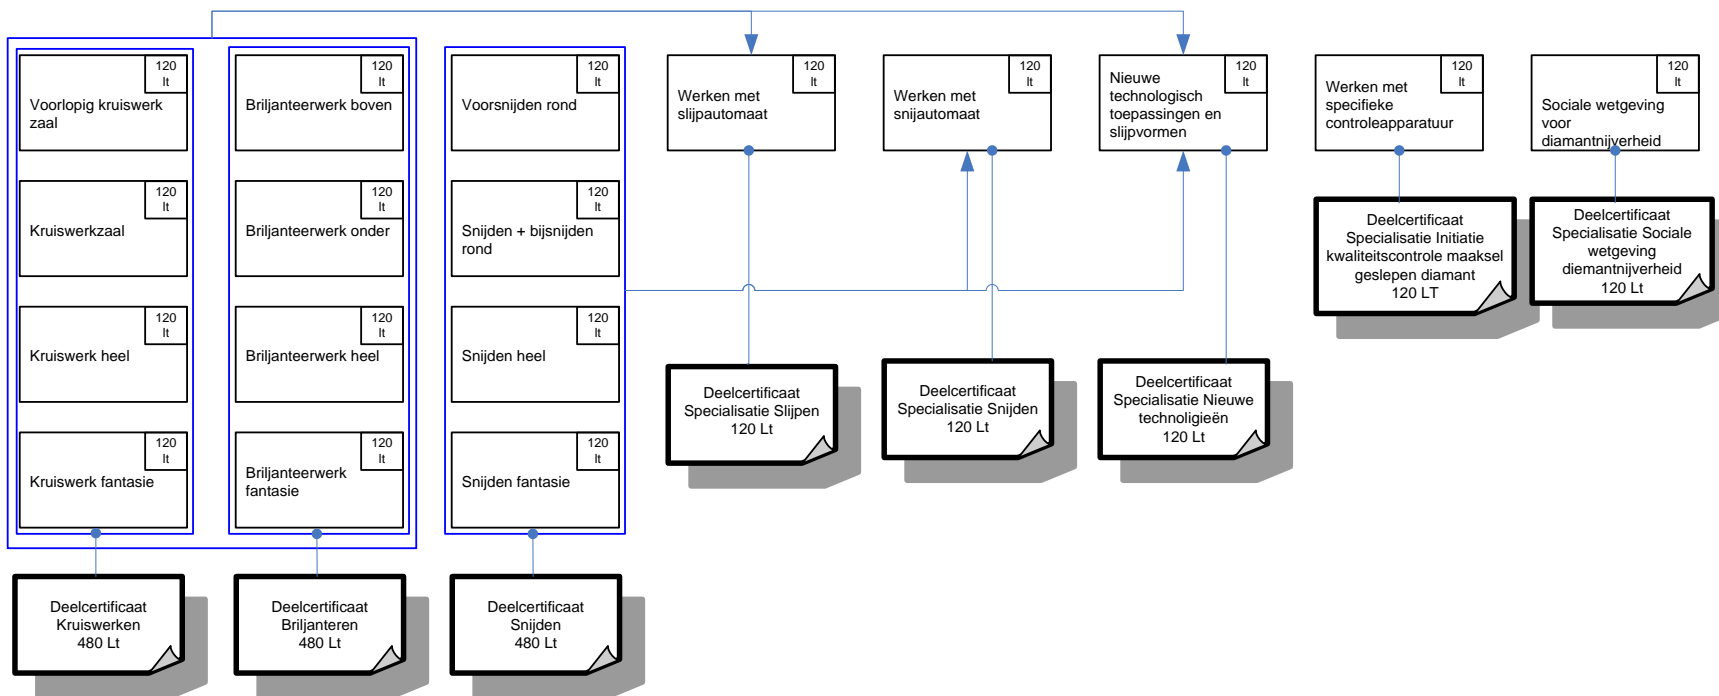 120
lt
Voorlopig kruiswerk
zaal
120
lt
Briljanteerwerk boven
120
lt
Voorsnijden rond
120
lt
Werken met
slijpautomaat
120
lt
Werken met
snijautomaat
120
lt
Nieuwe
technologisch
toepassingen en
slijpvormen
120
lt
Werken met
specifieke
controleapparatuur
120
lt
Sociale wetgeving
voor
diamantnijverheid
120
lt
Kruiswerkzaal
120
lt
Briljanteerwerk onder
120
lt
Snijden + bijsnijden
rond
Deelcertificaat
Specialisatie Initiatie
kwaliteitscontrole maaksel
geslepen diamant
120 LT
Deelcertificaat
Specialisatie Sociale
wetgeving
diemantnijverheid
120 Lt
120
lt
Kruiswerk heel
120
lt
Briljanteerwerk heel
120
lt
Snijden heel
Deelcertificaat
Specialisatie Slijpen
120 Lt
Deelcertificaat
Specialisatie Snijden
120 Lt
Deelcertificaat
Specialisatie Nieuwe
technoligieën
120 Lt
120
lt
Kruiswerk fantasie
120
lt
Briljanteerwerk
fantasie
120
lt
Snijden fantasie
Deelcertificaat
Kruiswerken
480 Lt
Deelcertificaat
Briljanteren
480 Lt
Deelcertificaat
Snijden
480 Lt